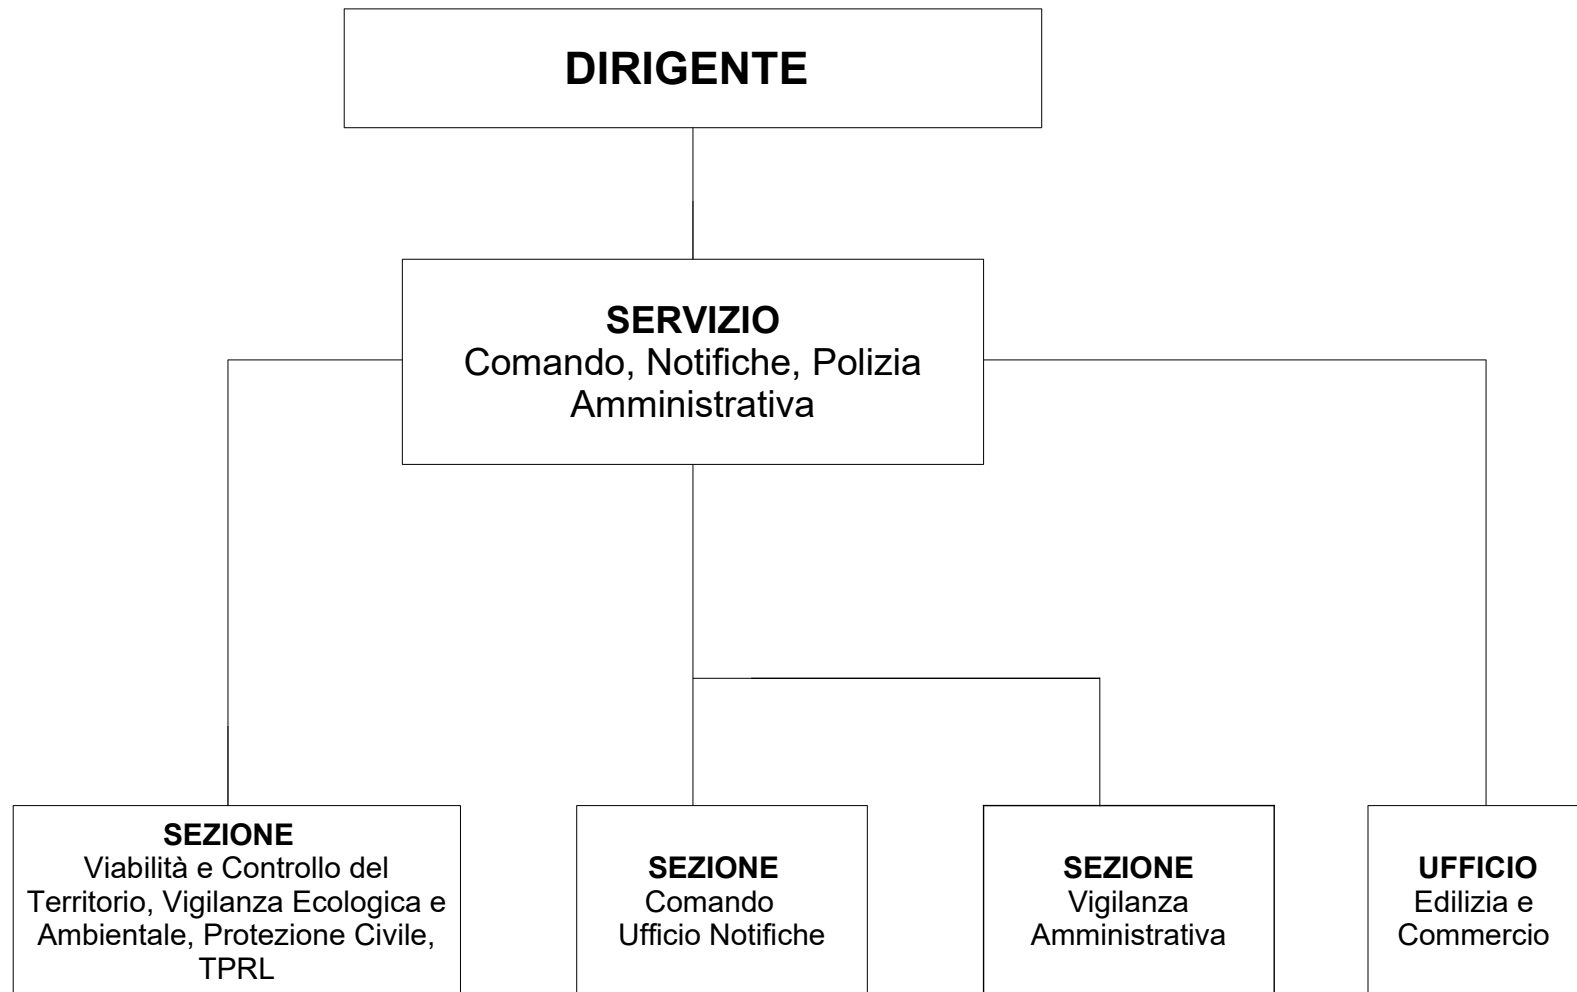 DIRIGENTE
SERVIZIO
Comando, Notifiche, Polizia
Amministrativa
SEZIONE
Viabilità e Controllo del
Territorio, Vigilanza Ecologica e
Ambientale, Protezione Civile,
TPRL
SEZIONE
Comando
Ufficio Notifiche
SEZIONE
Vigilanza
Amministrativa
UFFICIO
Edilizia e
Commercio